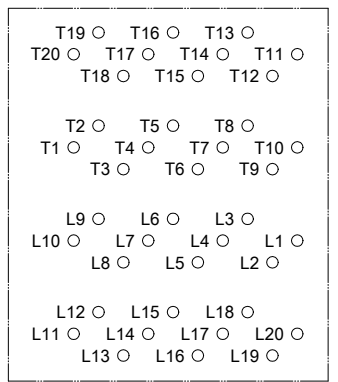 T19 T16 T13
T20 T17 T14 T11
T18 T15 T12
T2 T5 T8
T1 T4 T7 T10
T3 T6 T9
L9 L6 L3
L10 L7 L4 L1
L8 L5 L2
L12 L15 L18
L11 L14 L17 L20
L13 L16 L19